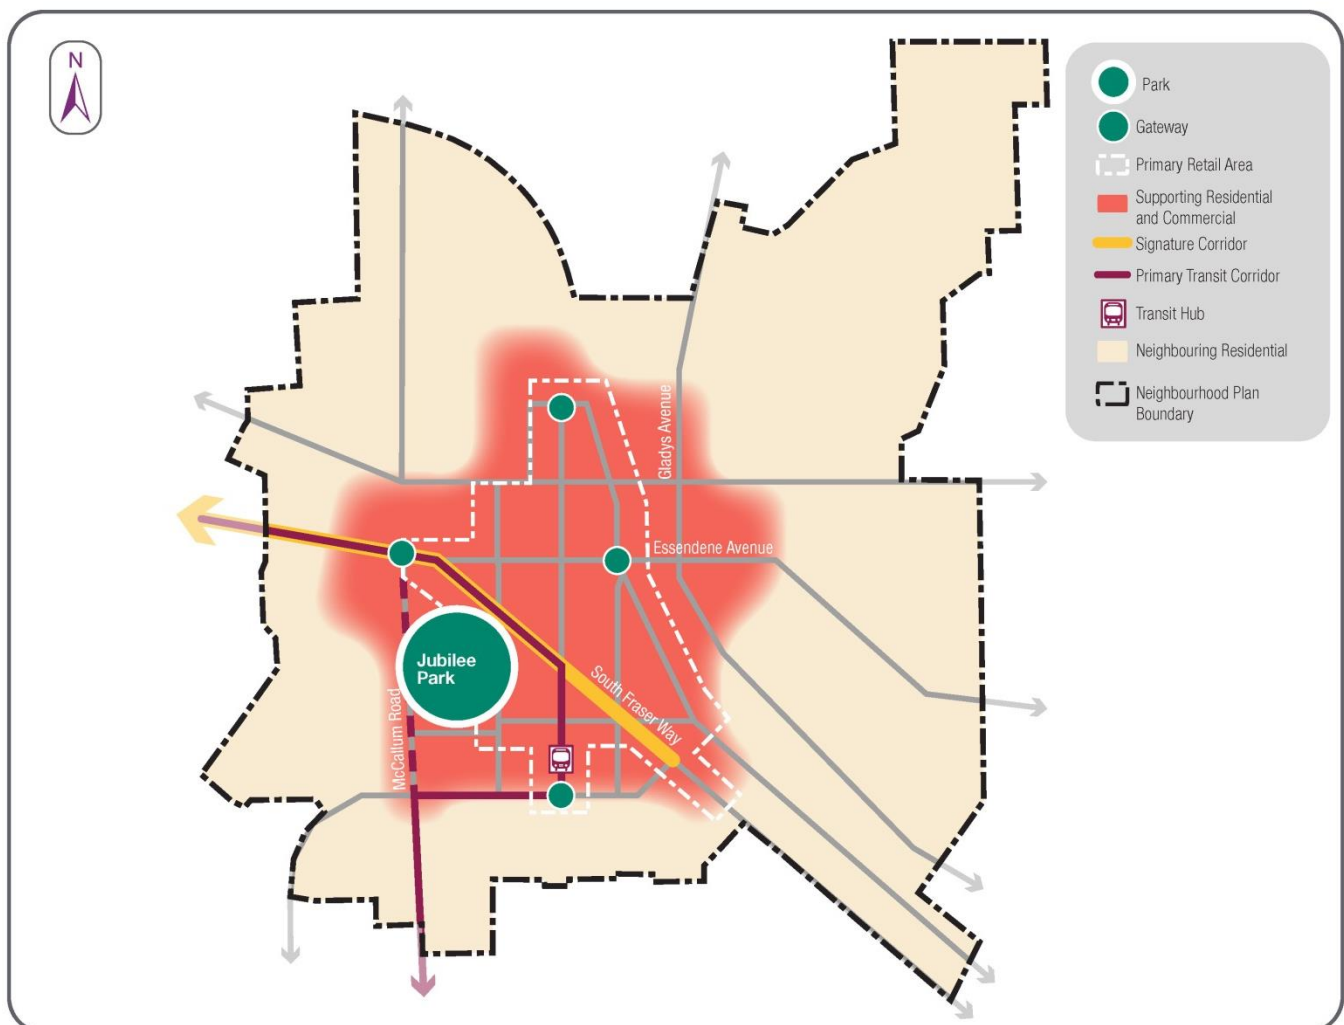 N
Park
Gateway
Primary Retail Area
Supporting Residential
and Commercial
Signature Corridor
Primary Transit Corridor
Transit Hub
Neighbouring Residential
Neighbourhood Plan
Boundary
Gladys Avenue
Essendene Avenue
Jubilee
Park
South Fraser Way
McCallum Road